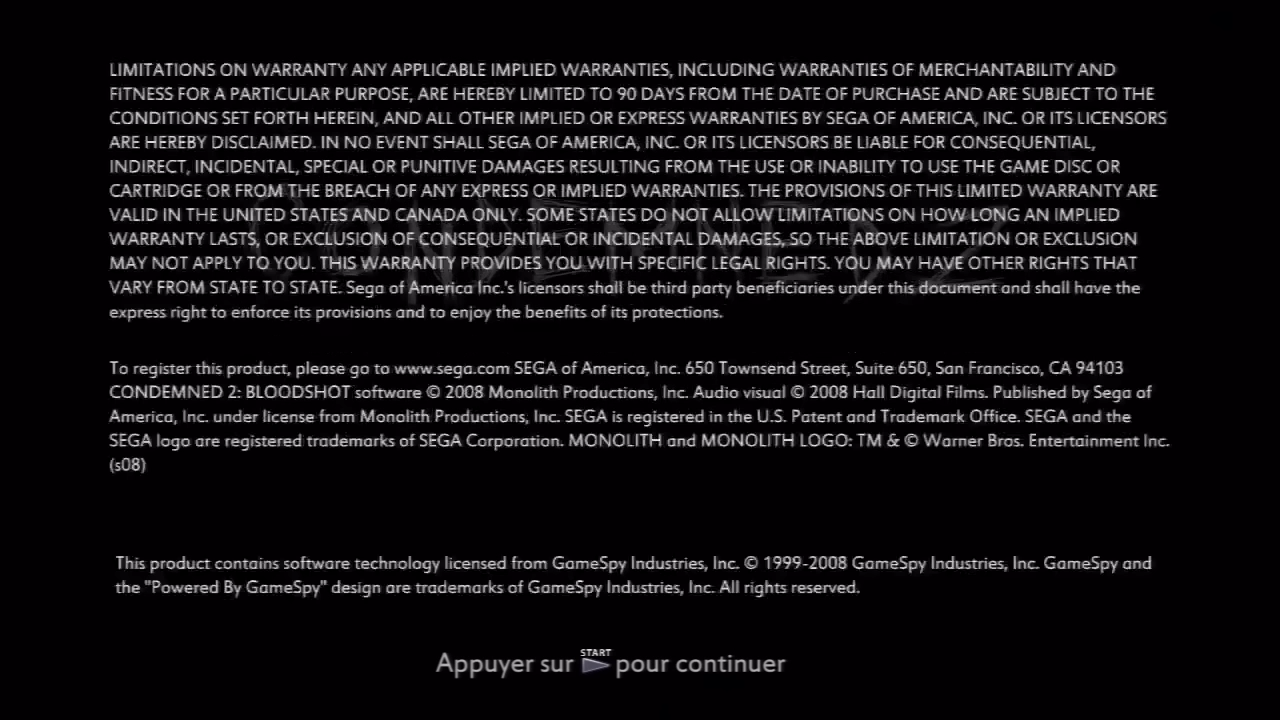 LIMITATIONS ON WARRANTY ANY APPLICABLE IMPLIED WARRANTIES, INCLUDING WARRANTIES OF MERCHANTABILITY AND
FITNESS FOR A PARTICULAR PURPOSE, ARE HEREBY LIMITED TO 90 DAYS FROM THE DATE OF PURCHASE AND ARE SUBJECT TO THE
CONDITIONS SET FORTH HEREIN, AND ALL OTHER IMPLIED OR EXPRESS WARRANTIES BY SEGA OF AMERICA, INC. OR ITS LICENSORS
ARE HEREBY DISCLAIMED. IN NO EVENT SHALL SEGA OF AMERICA, INC. OR ITS LICENSORS BE LIABLE FOR CONSEQUENTIAL,
INDIRECT, INCIDENTAL, SPECIAL OR PUNITIVE DAMAGES RESULTING FROM THE USE OR INABILITY TO USE THE GAME DISC OR
CARTRIDGE OR FROM THE BREACH OF ANY EXPRESS OR IMPLIED WARRANTIES. THE PROVISIONS OF THIS LIMITED WARRANTY ARE
VALID IN THE UNITED STATES AND CANADA ONLY. SOME STATES DO NOT ALLOW LIMITATIONS ON HOW LONG AN IMPLIED
WARRANTY LASTS, OR EXCLUSION OF CONSEQUENTIAL OR INCIDENTAL DAMAGES, SO THE ABOVE LIMITATION OR EXCLUSION
MAY NOT APPLY TO YOU. THIS WARRANTY PROVIDES YOU WITH SPECIFIC LEGAL RIGHTS. YOU MAY HAVE OTHER RIGHTS THAT
VARY FROM STATE TO STATE. Sega of America Inc.'s licensors shall be third party beneficiaries under this document and shall have the
express right to enforce its provisions and to enjoy the benefits of its protections.
CONDEMNED 2
To register this product, please go to www.sega.com SEGA of America, Inc. 650 Townsend Street, Suite 650, San Francisco, CA 94103
CONDEMNED 2: BLOODSHOT software © 2008 Monolith Productions, Inc. Audio visual © 2008 Hall Digital Films. Published by Sega of
America, Inc. under license from Monolith Productions, Inc. SEGA is registered in the U.S. Patent and Trademark Office. SEGA and the
SEGA logo are registered trademarks of SEGA Corporation. MONOLITH and MONOLITH LOGO: TM & © Warner Bros. Entertainment Inc.
(s08)
This product contains software technology licensed from GameSpy Industries, Inc. © 1999-2008 GameSpy Industries, Inc. GameSpy and
the "Powered By GameSpy" design are trademarks of GameSpy Industries, Inc. All rights reserved.
Appuyer sur START pour continuer